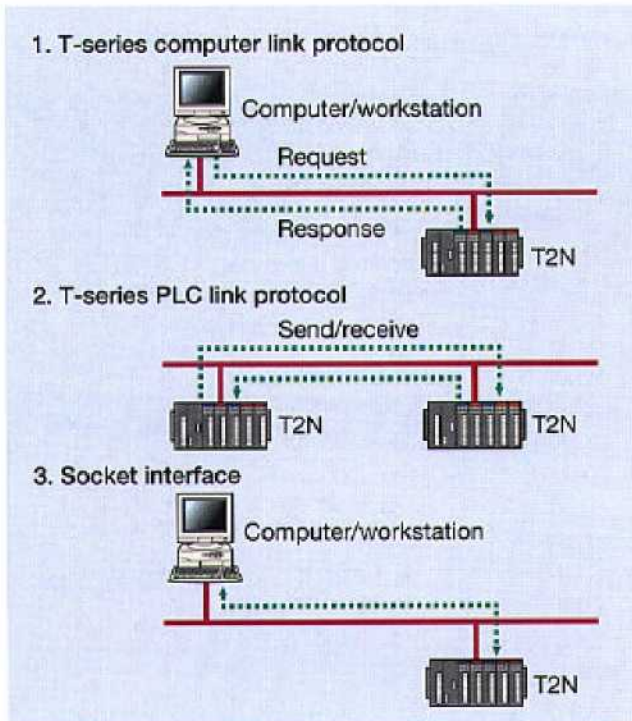 1. T-series computer link protocol
Computer/workstation
Request
Response
T2N
2. T-series PLC link protocol
Send/receive
T2N
T2N
3. Socket interface
Computer/workstation
T2N